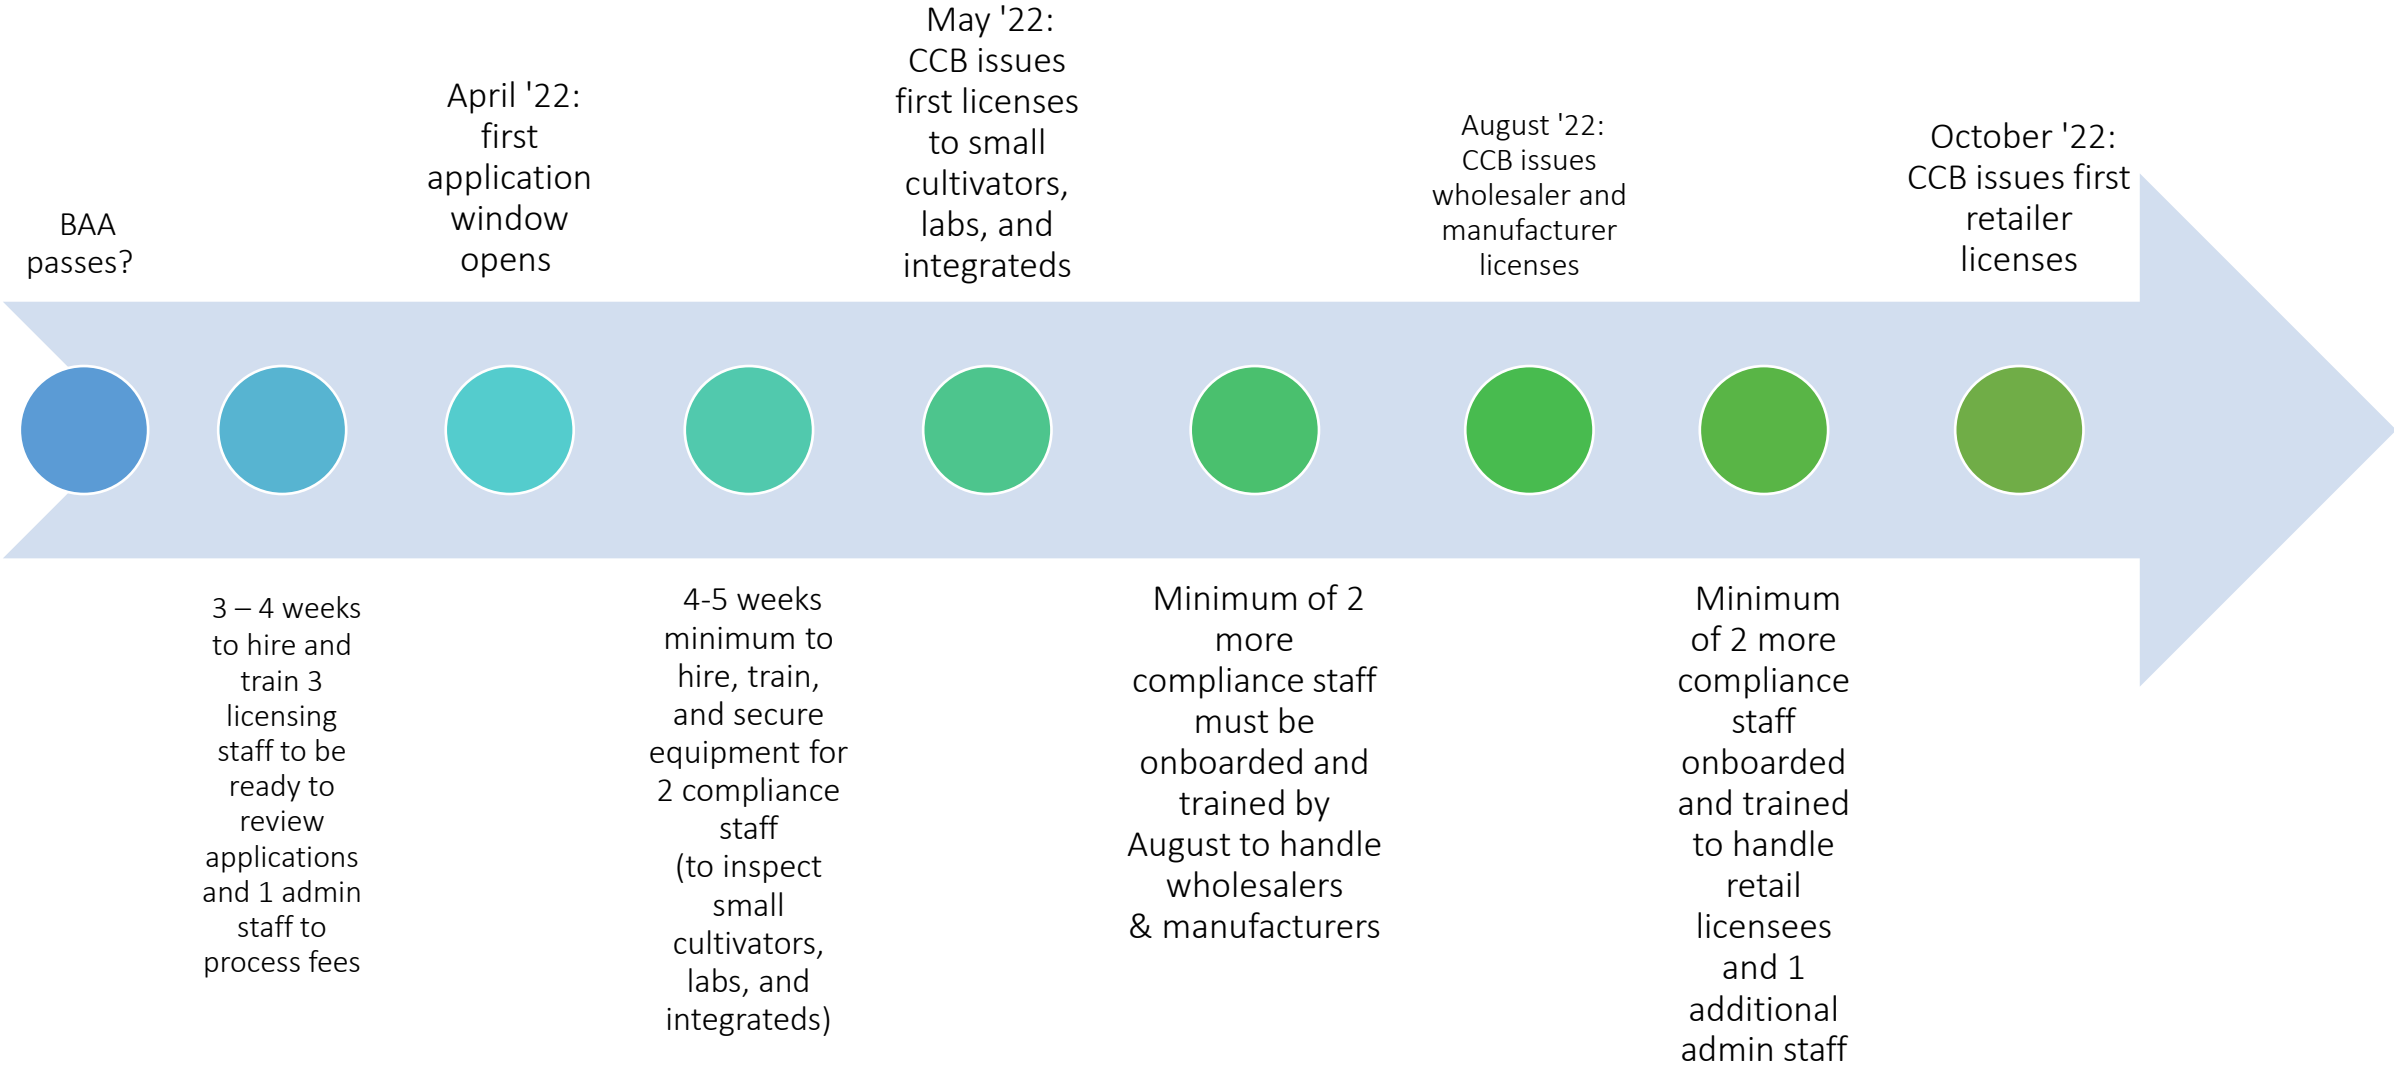 BAA
passes?
3 – 4 weeks
to hire and
train 3
licensing
staff to be
ready to
review
applications
and 1 admin
staff to
process fees
April '22:
first
application
window
opens
4-5 weeks
minimum to
hire, train,
and secure
equipment for
2 compliance
staff
(to inspect
small
cultivators,
labs, and
integrateds)
May '22:
CCB issues
first licenses
to small
cultivators,
labs, and
integrateds
Minimum of 2
more
compliance staff
must be
onboarded and
trained by
August to handle
wholesalers
& manufacturers
August '22:
CCB issues
wholesaler and
manufacturer
licenses
Minimum
of 2 more
compliance
staff
onboarded
and trained
to handle
retail
licensees
and 1
additional
admin staff
October '22:
CCB issues first
retailer
licenses